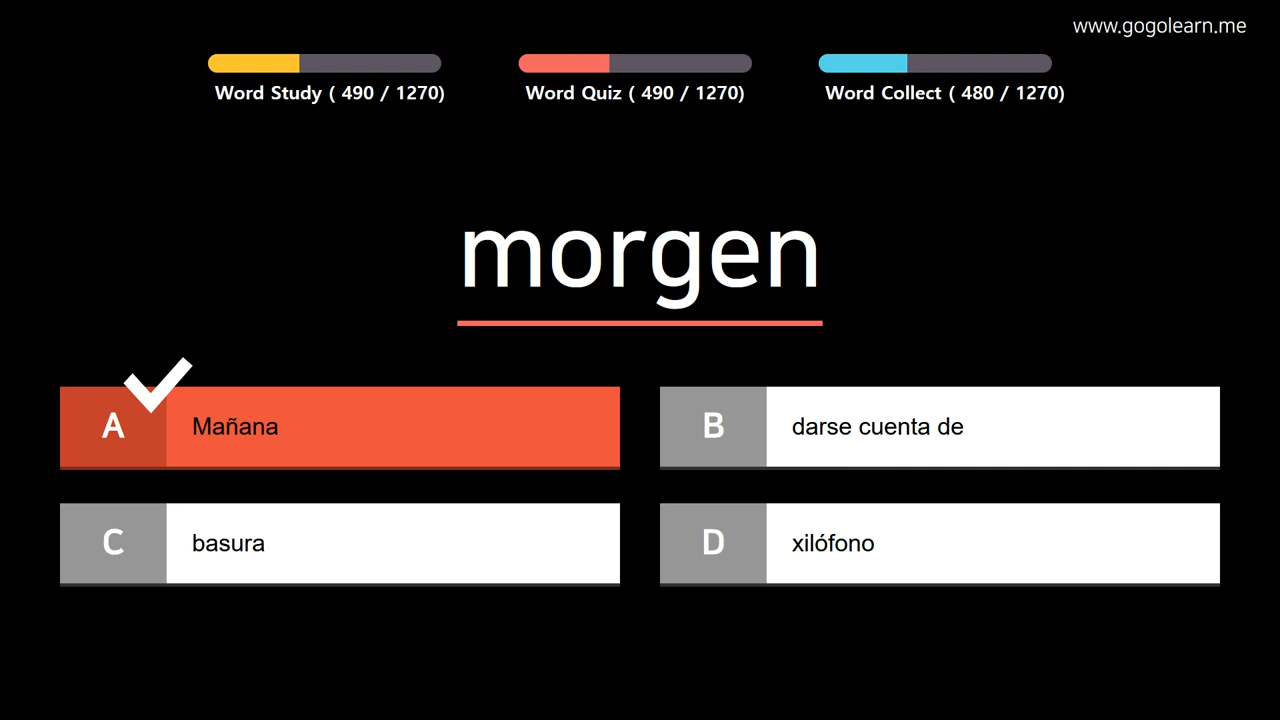 www.gogolearn.me
Word Study ( 490 / 1270)
Word Quiz ( 490 / 1270)
Word Collect ( 480 / 1270)
morgen
A Mañana
B darse cuenta de
C basura
D xilófono